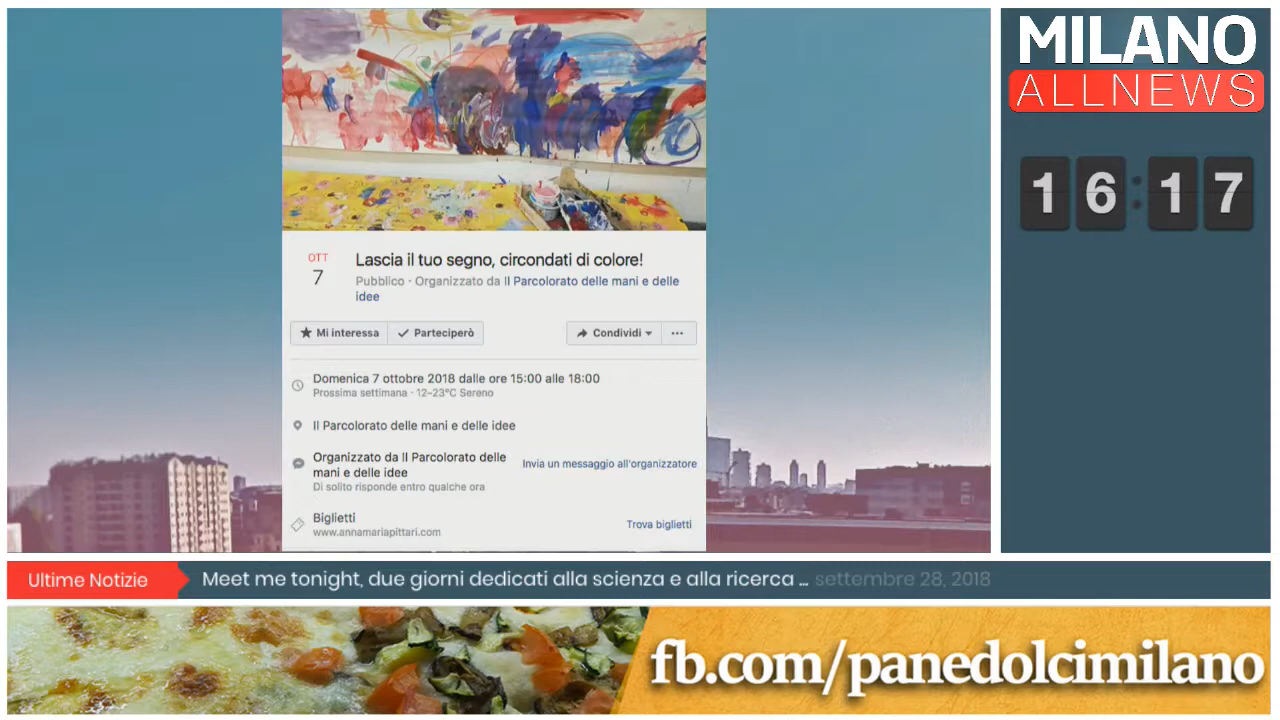 MILANO
ALLNEWS
16:17
OTT
7
Lascia il tuo segno, circondati di colore!
Pubblico · Organizzato da Il Parcolorato delle mani e delle
idee
Mi interessa
Parteciperò
Condividi
...
Domenica 7 ottobre 2018 dalle ore 15:00 alle 18:00
Prossima settimana · 12–23°C Sereno
Il Parcolorato delle mani e delle idee
Organizzato da Il Parcolorato delle
mani e delle idee
Invia un messaggio all'organizzatore
Di solito risponde entro qualche ora
Biglietti
Trova biglietti
www.annamariapittari.com
Ultime Notizie
Meet me tonight, due giorni dedicati alla scienza e alla ricerca ... settembre 28, 2018
fb.com/panedolcimilano